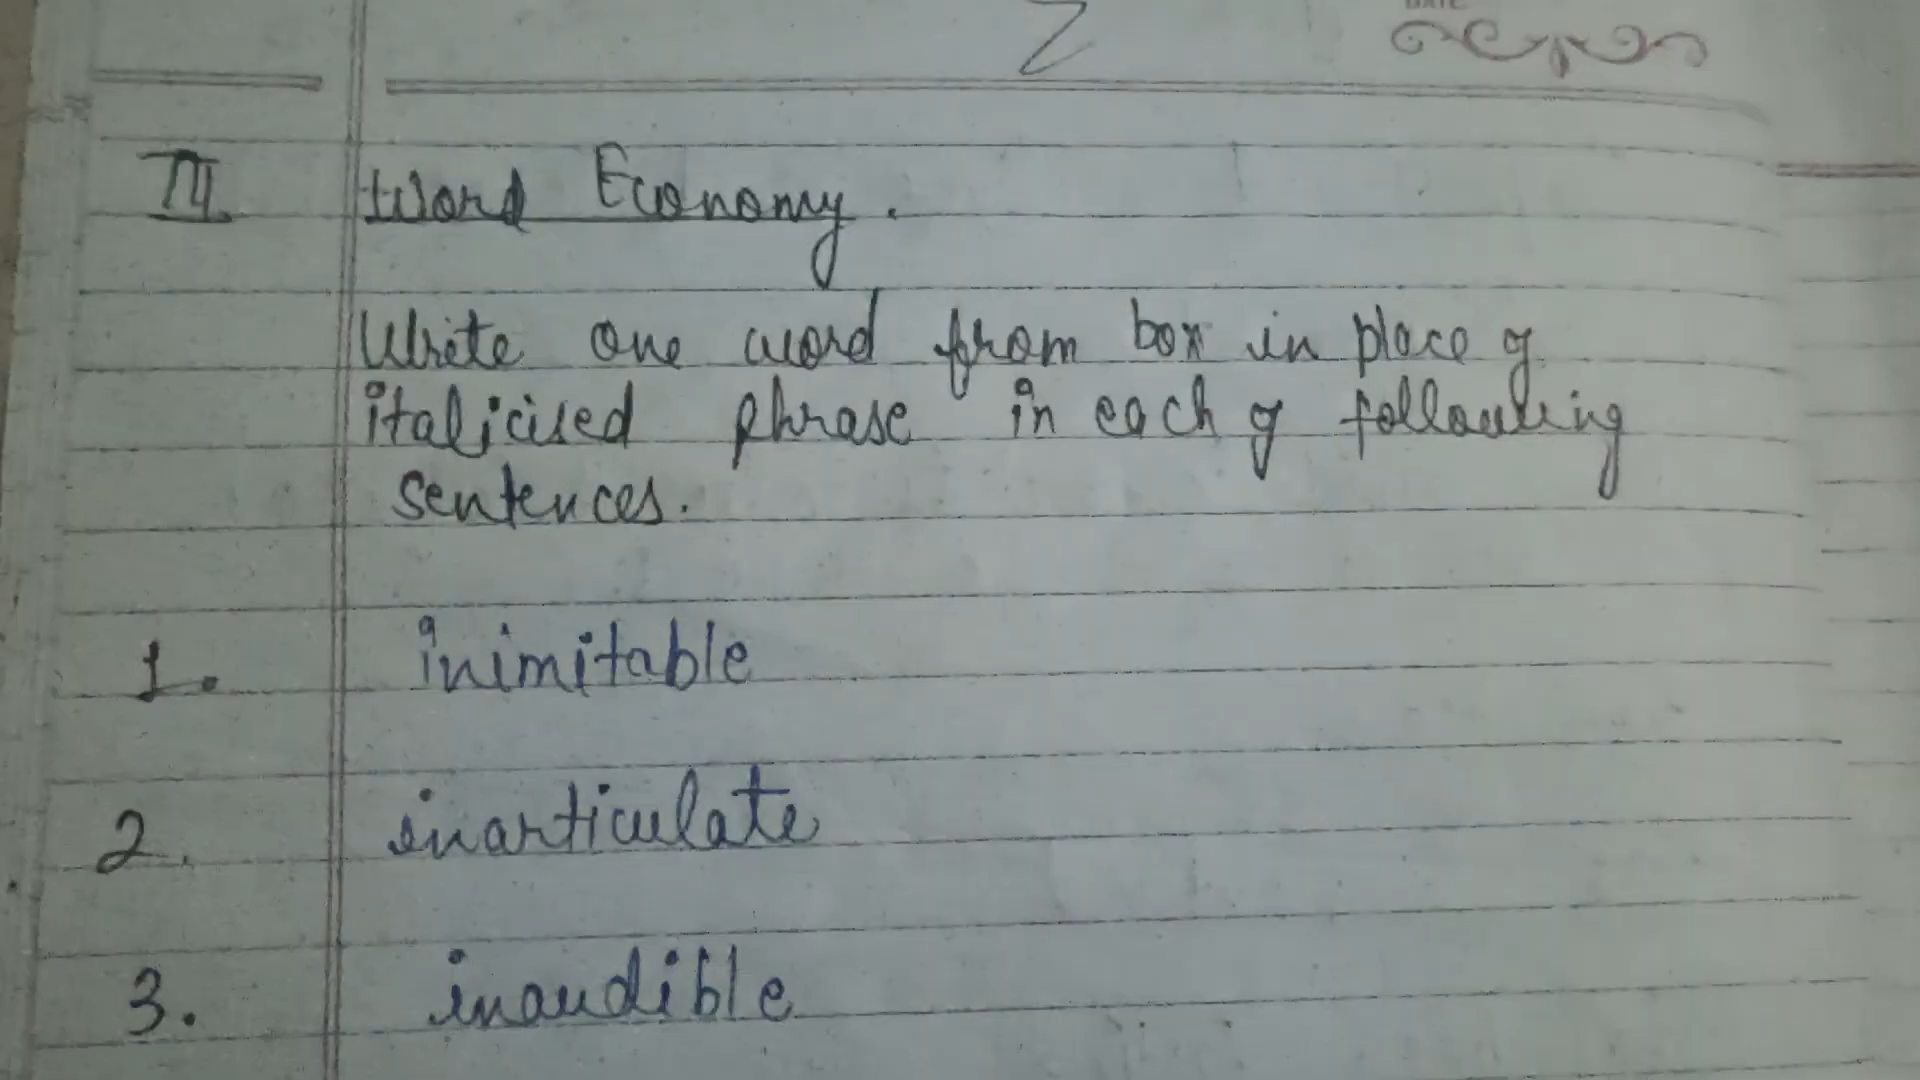 DATE
III Word Economy.
Write one word from box in place of
italicised phrase in each of following
sentences.
1. inimitable
2. inarticulate
3. inaudible